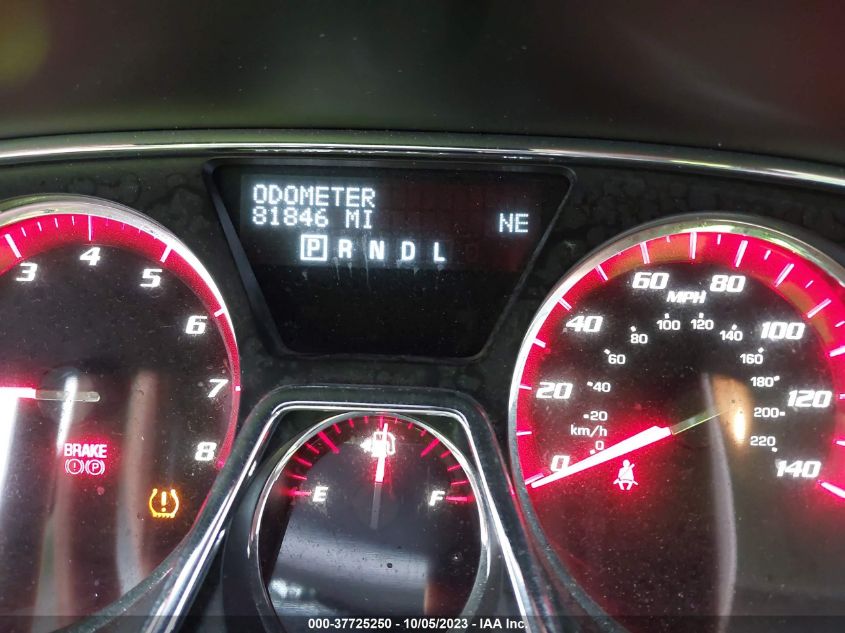 ODOMETER
81846 MI NE
P R N D L
3 4 5 6 7 8
BRAKE
E F
MPH
0 20 40 60 80 100 120 140
km/h
0 20 40 60 80 100 120 140 160 180 200 220
000-37725250 - 10/05/2023 - IAA Inc.